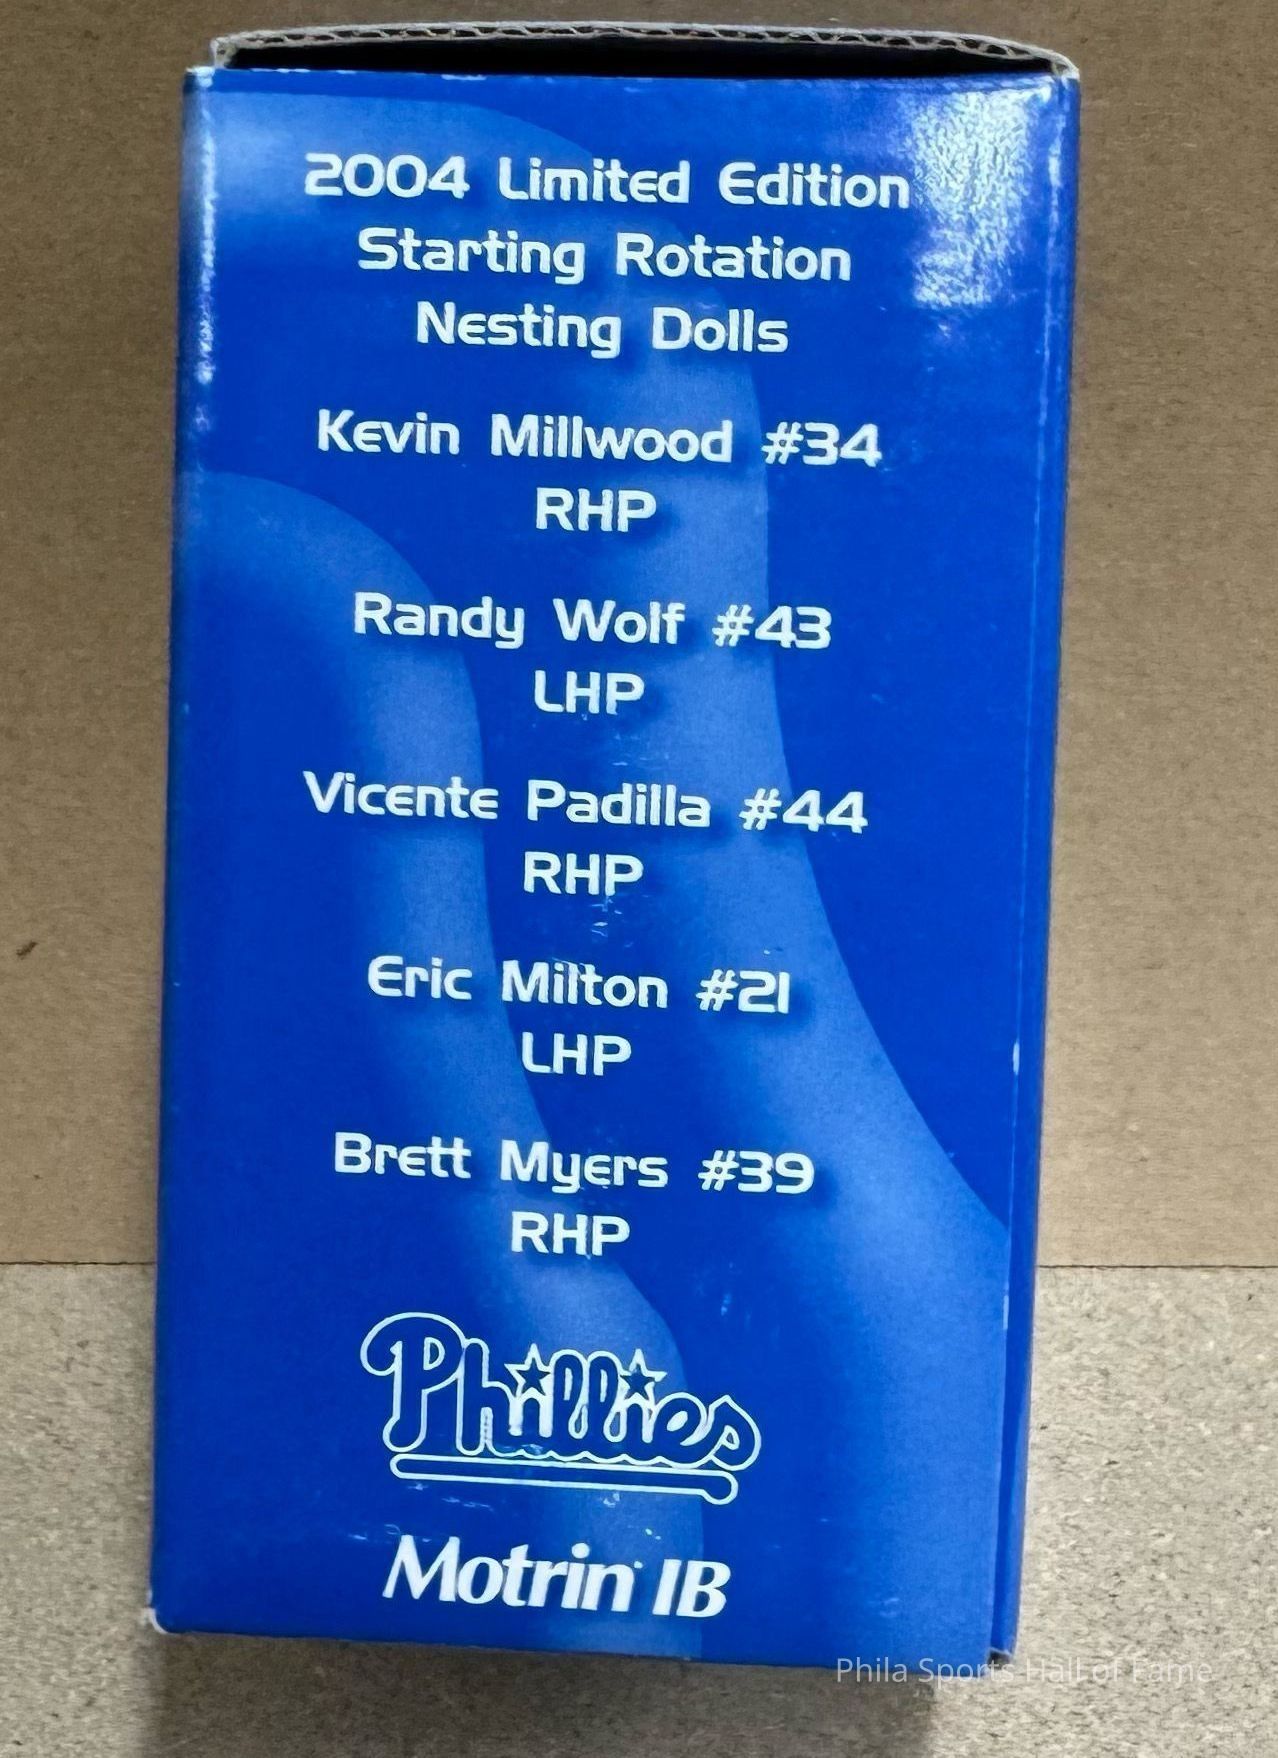 2004 Limited Edition
Starting Rotation
Nesting Dolls
Kevin Millwood #34
RHP
Randy Wolf #43
LHP
Vicente Padilla #44
RHP
Eric Milton #21
LHP
Brett Myers #39
RHP
Phillies
Motrin IB
Phila Sports Hall of Fame